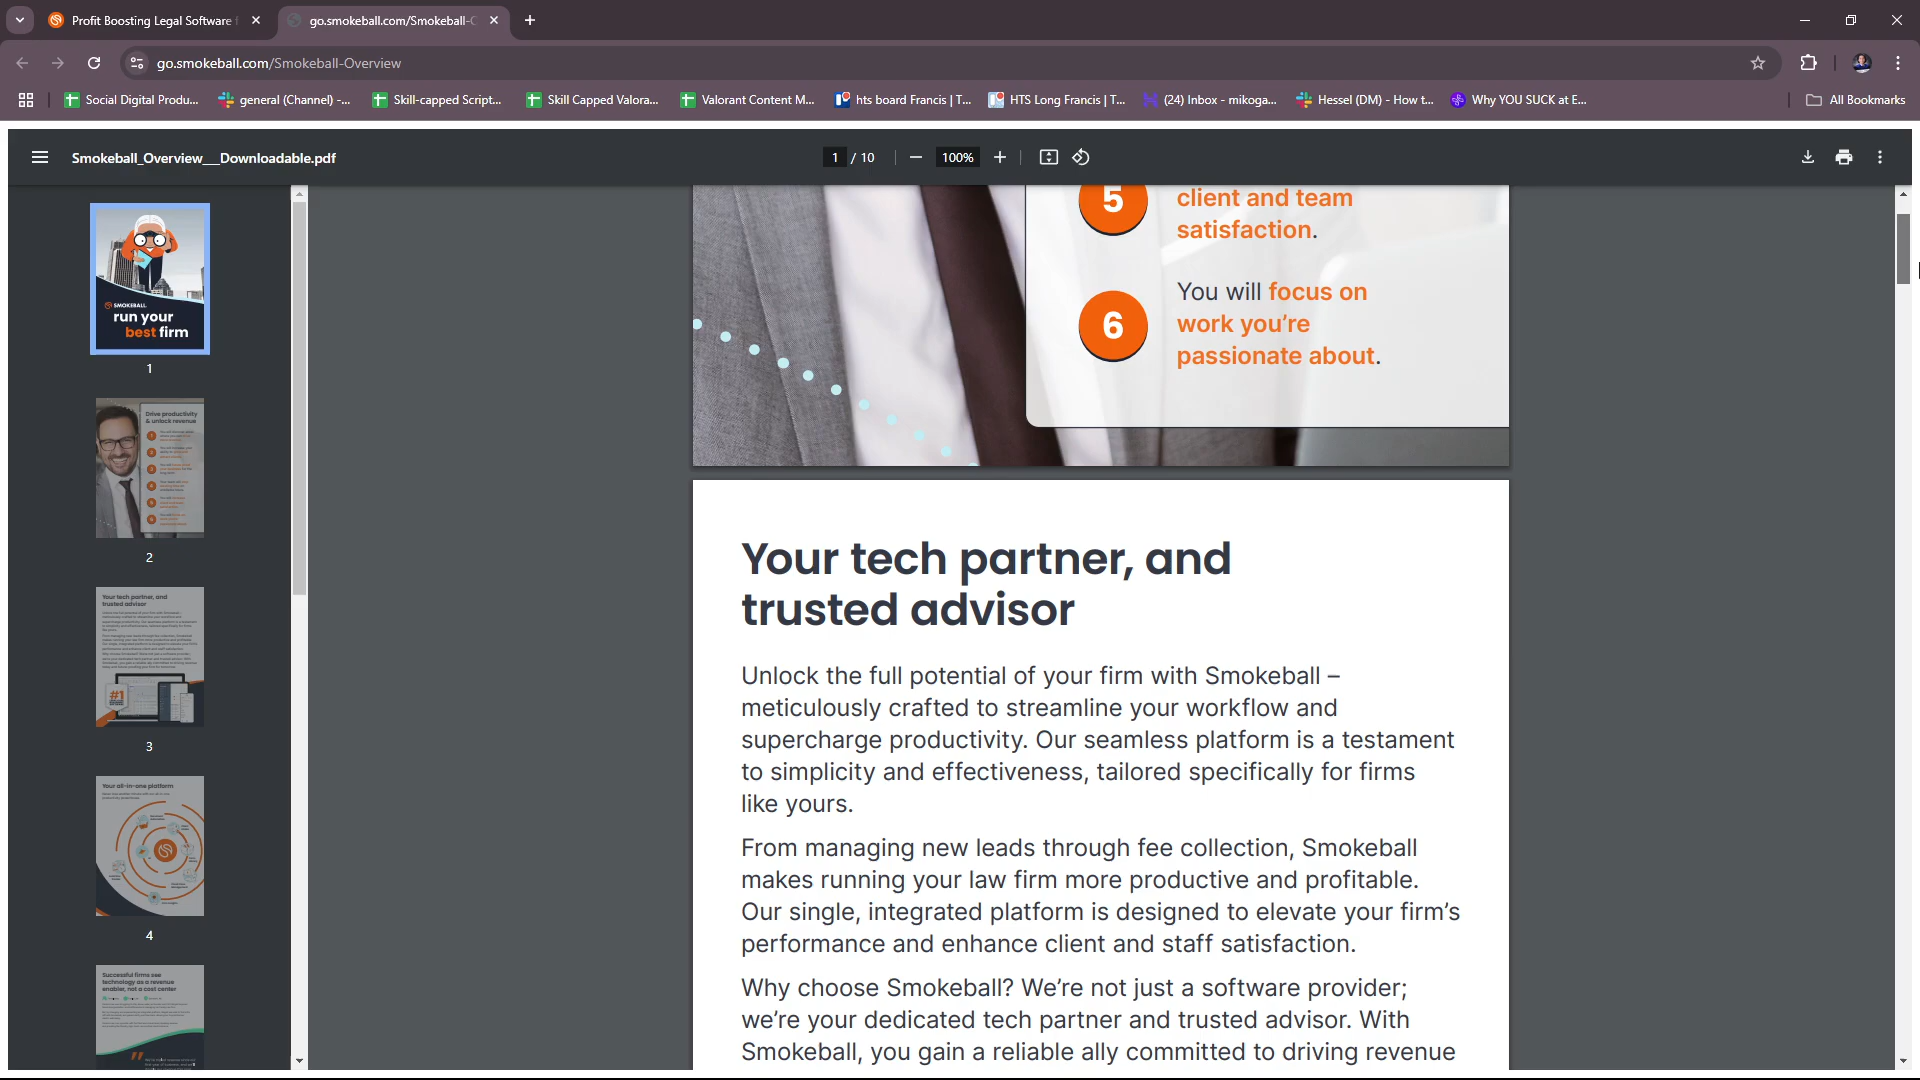 Profit Boosting Legal Software
go.smokeball.com/Smokeball-C
go.smokeball.com/Smokeball-Overview
Social Digital Produ...
general (Channel) -...
Skill-capped Script...
Skill Capped Valora...
Valorant Content M...
hts board Francis | T...
HTS Long Francis | T...
(24) Inbox - mikoga...
Hessel (DM) - How t...
Why YOU SUCK at E...
All Bookmarks
Smokeball_Overview__Downloadable.pdf
1 / 10
100%
SMOKEBALL
run your
best firm
1
Drive productivity
& unlock revenue
2
Your tech partner, and
trusted advisor
#1
3
Your all-in-one platform
4
Successful firms see
technology as a revenue
enabler, not a cost center
5
client and team
satisfaction.
6
You will focus on
work you're
passionate about.
Your tech partner, and
trusted advisor
Unlock the full potential of your firm with Smokeball –
meticulously crafted to streamline your workflow and
supercharge productivity. Our seamless platform is a testament
to simplicity and effectiveness, tailored specifically for firms
like yours.
From managing new leads through fee collection, Smokeball
makes running your law firm more productive and profitable.
Our single, integrated platform is designed to elevate your firm's
performance and enhance client and staff satisfaction.
Why choose Smokeball? We're not just a software provider;
we're your dedicated tech partner and trusted advisor. With
Smokeball, you gain a reliable ally committed to driving revenue